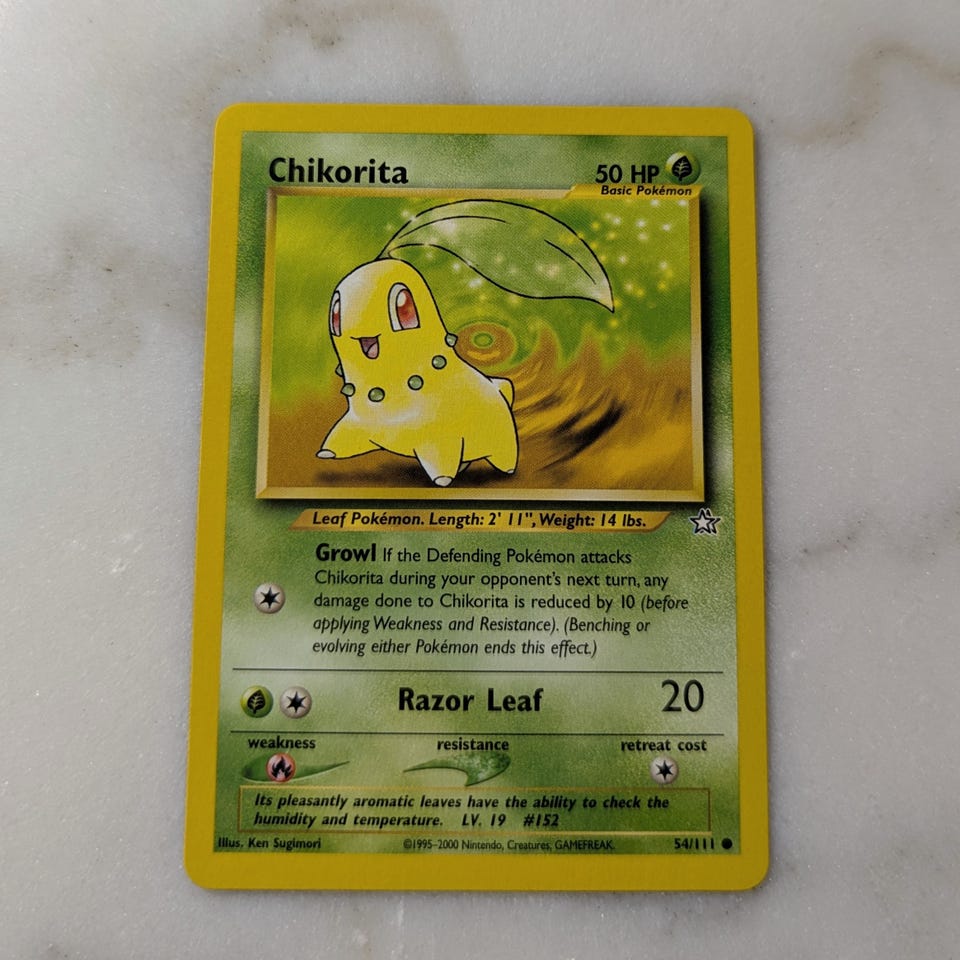 Chikorita
50 HP
Basic Pokémon
Leaf Pokémon. Length: 2' 11", Weight: 14 lbs.
Growl If the Defending Pokémon attacks
Chikorita during your opponent's next turn, any
damage done to Chikorita is reduced by 10 (before
applying Weakness and Resistance). (Benching or
evolving either Pokémon ends this effect.)
Razor Leaf 20
weakness resistance retreat cost
Its pleasantly aromatic leaves have the ability to check the
humidity and temperature. LV. 19 #152
Illus. Ken Sugimori ©1995-2000 Nintendo, Creatures, GAMEFREAK. 54/111